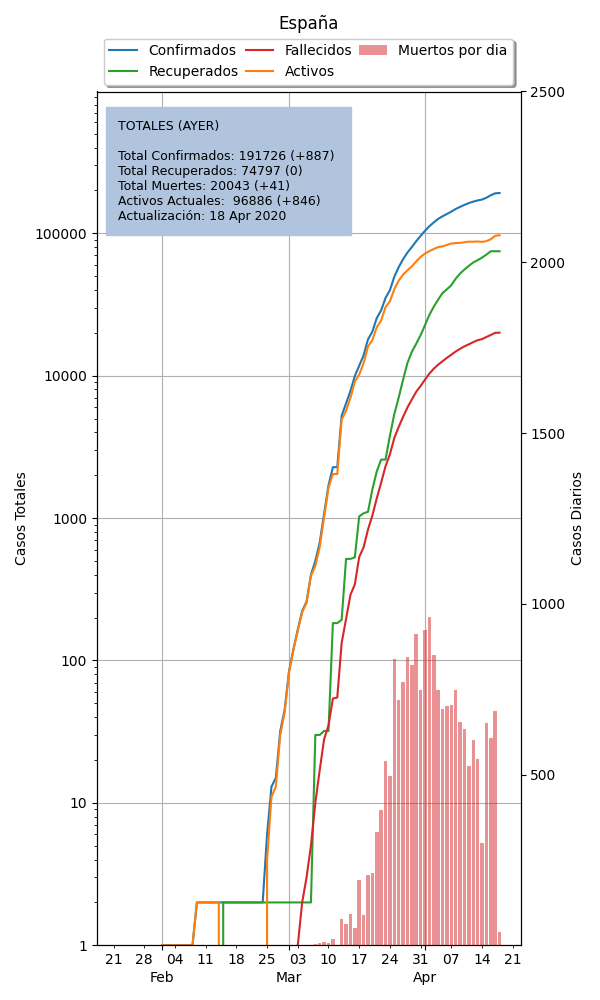 España
Confirmados Fallecidos Muertos por dia
Recuperados Activos
TOTALES (AYER)
Total Confirmados: 191726 (+887)
Total Recuperados: 74797 (0)
Total Muertes: 20043 (+41)
Activos Actuales:  96886 (+846)
Actualización: 18 Apr 2020
Casos Totales
100000
10000
1000
100
10
1
2500
2000
1500
1000
500
Casos Diarios
21 28 04 11 18 25 03 10 17 24 31 07 14 21
Feb Mar Apr